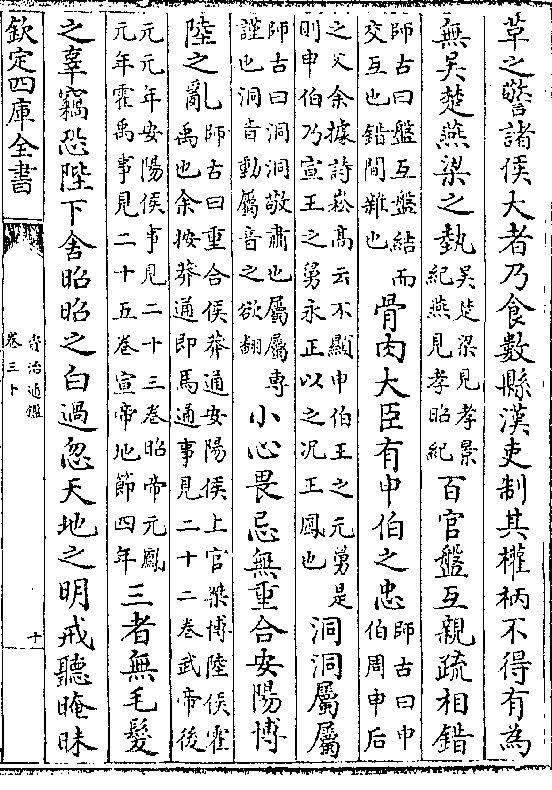 草之警諸侯大者乃食數縣漢吏制其權柄不得有為
無吳楚燕梁之埶吳楚梁見孝景紀燕見孝昭紀百官盤互親疏相錯
師古曰盤互盤結而交互也錯間雜也骨肉大臣有申伯之忠師古曰申伯周申后
之父余據詩崧髙云不顯申伯王之元舅是則申伯乃宣王之舅永正以之况王鳳也洞洞屬屬
師古曰洞洞敬肅也屬屬專謹也洞音動屬音之欲翻小心畏忌無重合安陽博
陸之亂師古曰重合侯莽通安陽侯上官桀博陸侯霍禹也余按莽通即馬通事見二十二卷武帝後
元元年安陽侯事見二十三卷昭帝元鳳元年霍禹事見二十五卷宣帝地節四年三者無毛髮
之辜竊恐陛下舍昭昭之白過忽天地之明戒聽晻昧
欽定四庫全書
資治通鑑
卷三十
十